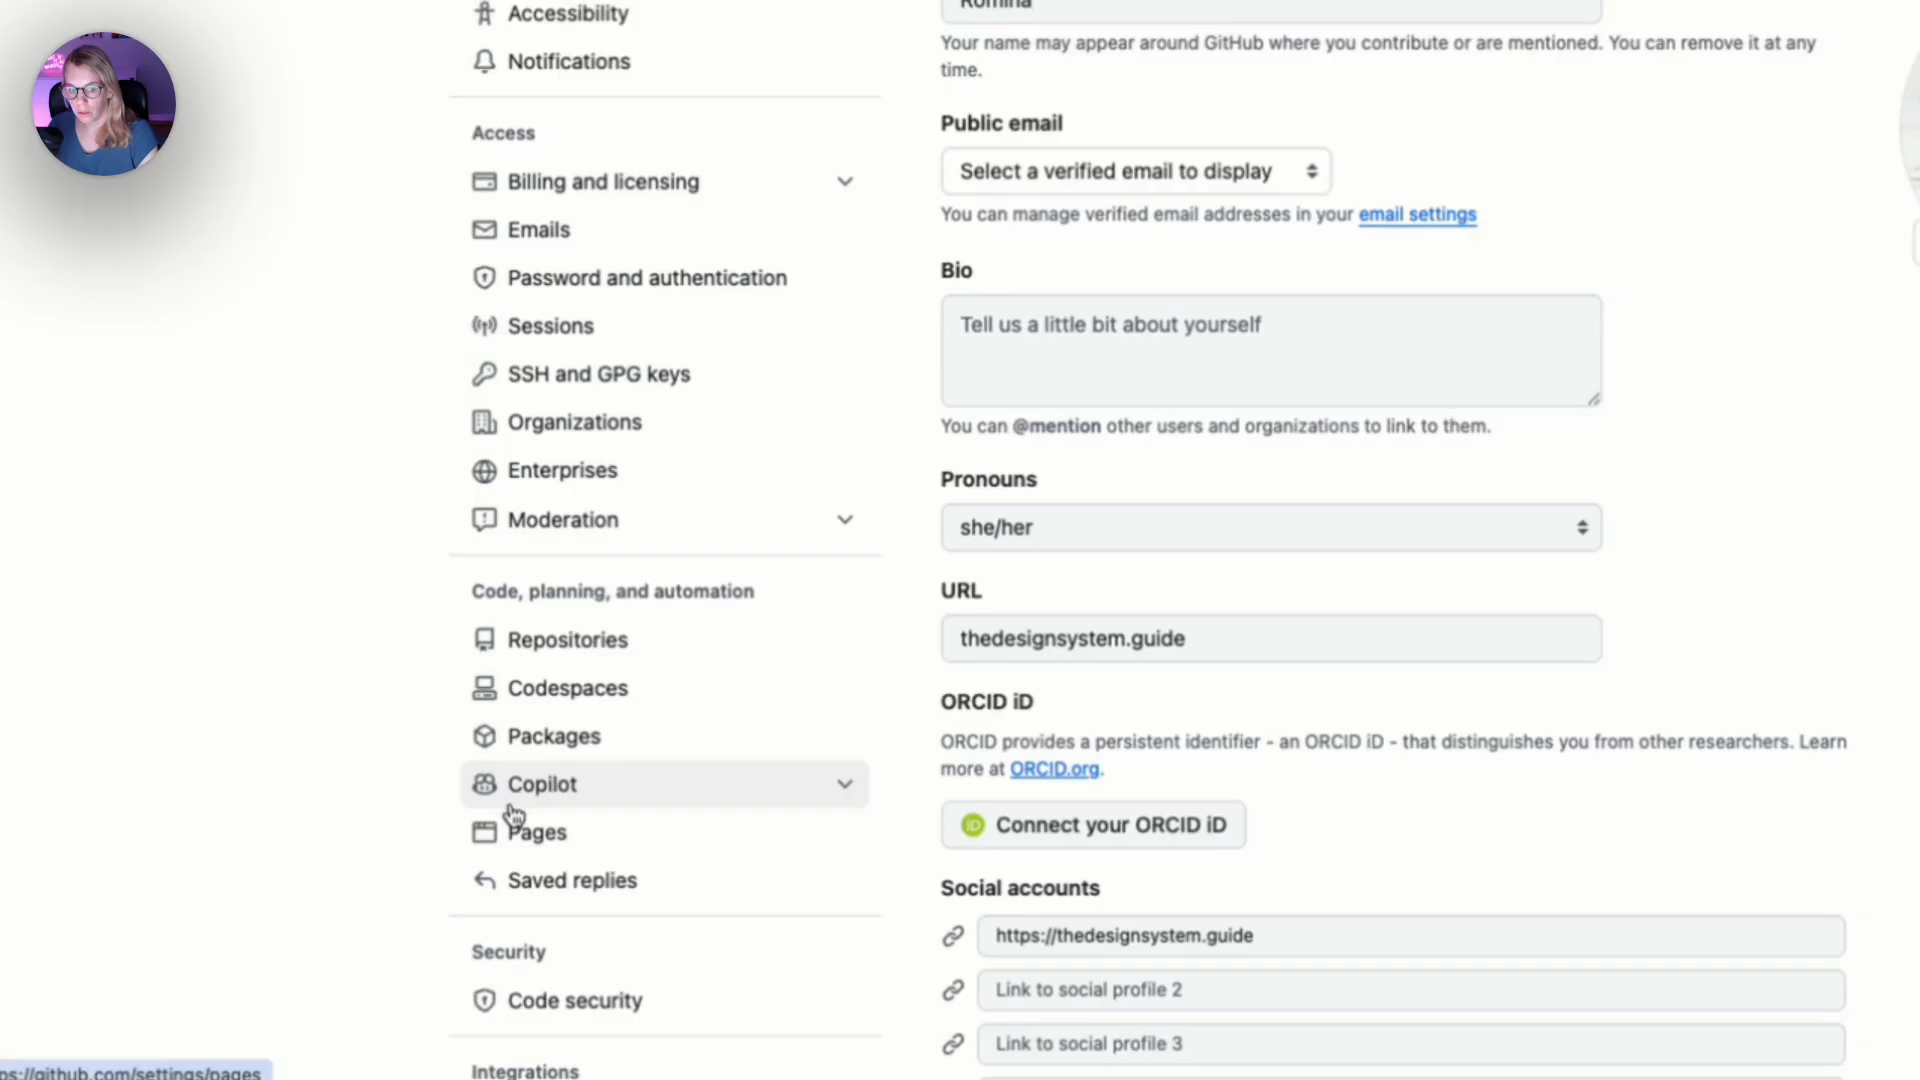 Accessibility
Notifications
Access
Billing and licensing
Emails
Password and authentication
Sessions
SSH and GPG keys
Organizations
Enterprises
Moderation
Code, planning, and automation
Repositories
Codespaces
Packages
Copilot
Pages
Saved replies
Security
Code security
Integrations
Romina
Your name may appear around GitHub where you contribute or are mentioned. You can remove it at any
time.
Public email
Select a verified email to display
You can manage verified email addresses in your email settings
Bio
Tell us a little bit about yourself
You can @mention other users and organizations to link to them.
Pronouns
she/her
URL
thedesignsystem.guide
ORCID iD
ORCID provides a persistent identifier - an ORCID iD - that distinguishes you from other researchers. Learn
more at ORCID.org.
iD Connect your ORCID iD
Social accounts
https://thedesignsystem.guide
Link to social profile 2
Link to social profile 3
ps://github.com/settings/pages